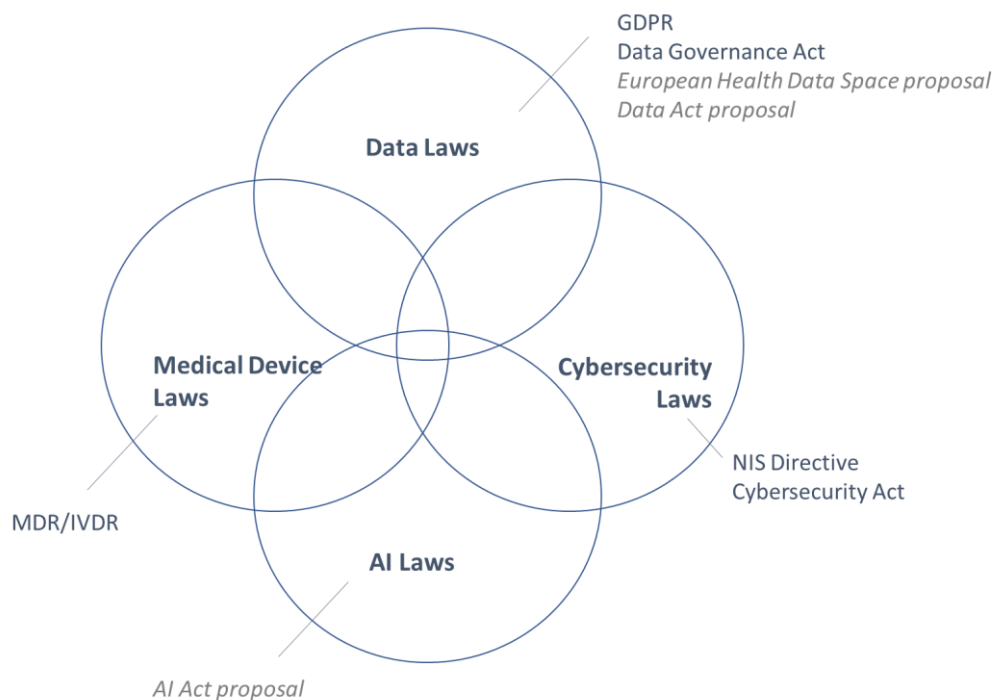 GDPR
Data Governance Act
European Health Data Space proposal
Data Act proposal
Data Laws
Medical Device
Laws
Cybersecurity
Laws
NIS Directive
Cybersecurity Act
MDR/IVDR
AI Laws
AI Act proposal